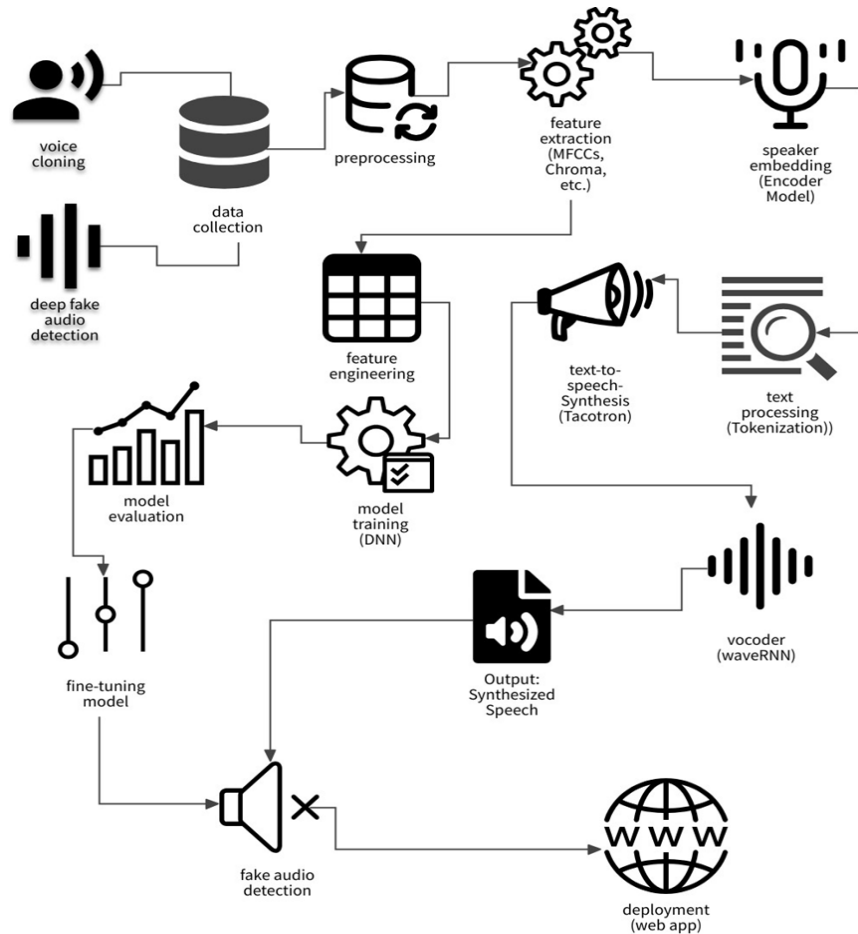 voice
cloning
data
collection
deep fake
audio
detection
preprocessing
feature
extraction
(MFCCs,
Chroma,
etc.)
speaker
embedding
(Encoder
Model)
feature
engineering
text-to-
speech-
Synthesis
(Tacotron)
text
processing
(Tokenization))
model
evaluation
model
training
(DNN)
vocoder
(waveRNN)
fine-tuning
model
Output:
Synthesized
Speech
fake audio
detection
W W W
deployment
(web app)